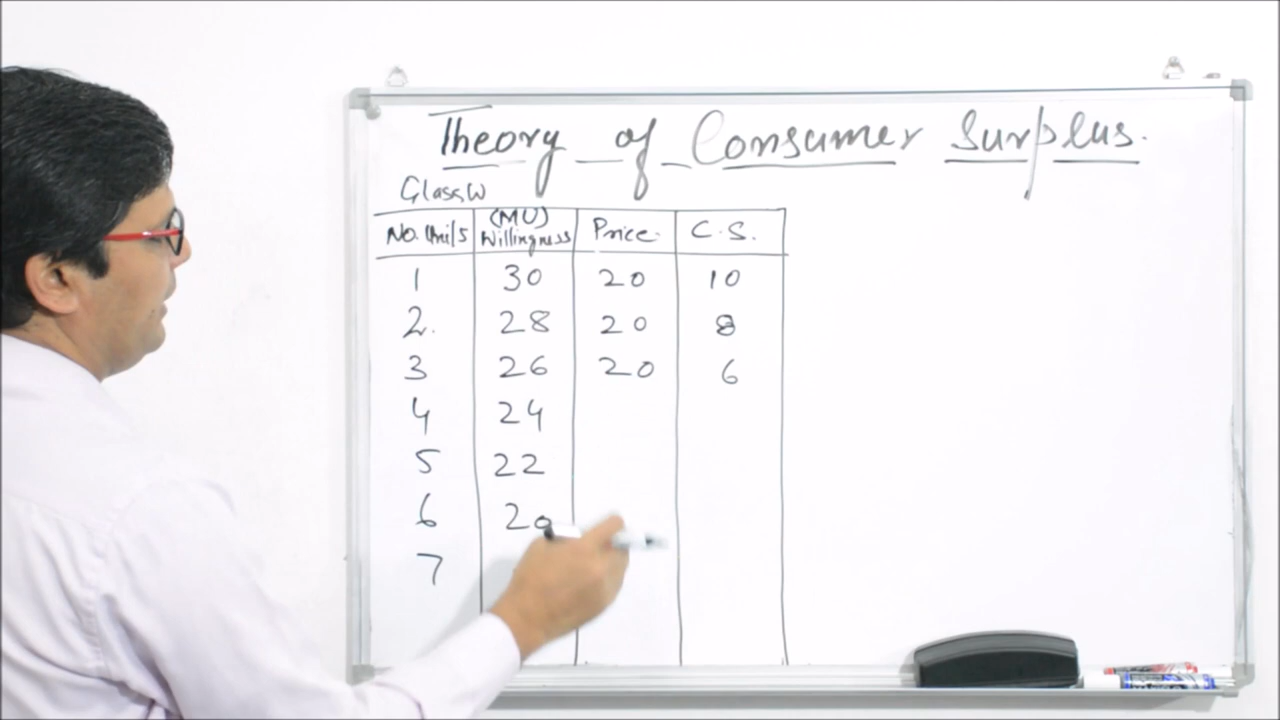 Theory of Consumer Surplus.
Glass W
No. Units (MU) Willingness Price. C.S.
1 30 20 10
2. 28 20 8
3 26 20 6
4 24
5 22
6 20
7